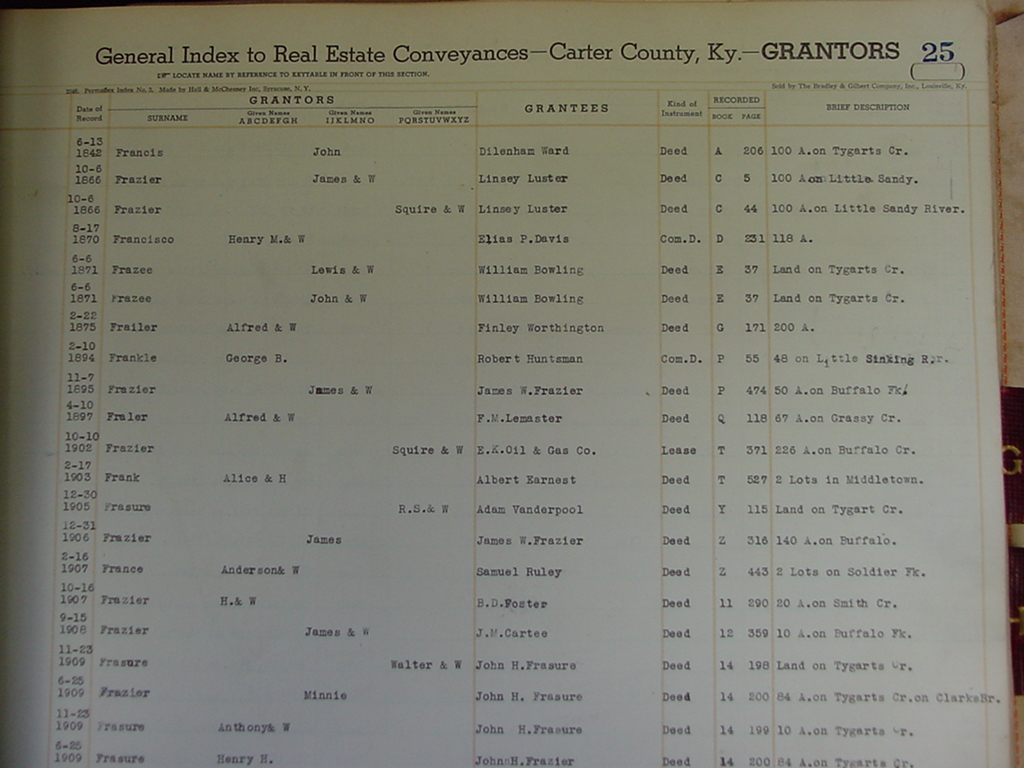 General Index to Real Estate Conveyances—Carter County, Ky.—GRANTORS 25
LOCATE NAME BY REFERENCE TO KEYTABLE IN FRONT OF THIS SECTION.
Permaflex Index No. 3. Made by Hall & McChesney Inc, Syracuse, N. Y. Sold by The Bradley & Gilbert Company, Inc., Louisville, Ky.
Date of Record GRANTORS GRANTEES Kind of Instrument RECORDED BRIEF DESCRIPTION
SURNAME Given Names ABCDEFGH Given Names IJKLMNO Given Names PQRSTUVWXYZ BOOK PAGE
6-13
1842 Francis John Dilenham Ward Deed A 206 100 A.on Tygarts Cr.
10-6
1866 Frazier James & W Linsey Luster Deed C 5 100 A on Little Sandy.
10-6
1866 Frazier Squire & W Linsey Luster Deed C 44 100 A.on Little Sandy River.
8-17
1870 Francisco Henry M.& W Elias P.Davis Com.D. D 231 118 A.
6-6
1871 Frazee Lewis & W William Bowling Deed E 37 Land on Tygarts Cr.
6-6
1871 Frazee John & W William Bowling Deed E 37 Land on Tygarts Cr.
2-22
1875 Frailer Alfred & W Finley Worthington Deed G 171 200 A.
2-10
1894 Frankle George B. Robert Huntsman Com.D. P 55 48 on Little Sinking
11-7
1895 Frazier James & W James W.Frazier Deed P 474 50 A.on Buffalo Fk.
4-10
1897 Fraler Alfred & W F.M.Lemaster Deed Q 118 67 A.on Grassy Cr.
10-10
1902 Frazier Squire & W E.K.Oil & Gas Co. Lease T 371 226 A.on Buffalo Cr.
2-17
1903 Frank Alice & H Albert Earnest Deed T 527 2 Lots in Middletown.
12-30
1905 Frasure R.S.& W Adam Vanderpool Deed Y 115 Land on Tygart Cr.
12-31
1906 Frazier James James W.Frazier Deed Z 316 140 A.on Buffalo.
2-16
1907 France Anderson& W Samuel Ruley Deed Z 443 2 Lots on Soldier Fk.
10-16
1907 Frazier H.& W B.D.Foster Deed 11 290 20 A.on Smith Cr.
9-15
1908 Frazier James & W J.M.Cartee Deed 12 359 10 A.on Buffalo Fk.
11-23
1909 Frasure Walter & W John H.Frasure Deed 14 198 Land on Tygarts Cr.
6-25
1909 Frazier Minnie John H. Frasure Deed 14 200 84 A.on Tygarts Cr.on Clarks Br.
11-23
1909 Frasure Anthony& W John H.Frasure Deed 14 199 10 A.on Tygarts Cr.
6-25
1909 Frasure Henry H. John H.Frazier Deed 14 200 84 A.on Tygarts Cr.
G